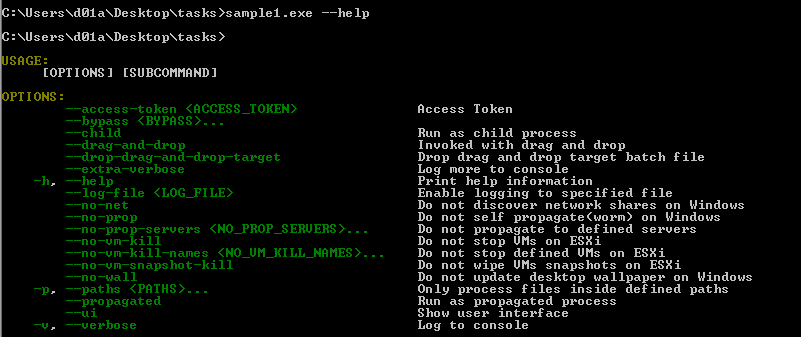 C:\Users\d01a\Desktop\tasks>sample1.exe --help
C:\Users\d01a\Desktop\tasks>
USAGE:
[OPTIONS] [SUBCOMMAND]
OPTIONS:
--access-token <ACCESS_TOKEN> Access Token
--bypass <BYPASS>...
--child Run as child process
--drag-and-drop Invoked with drag and drop
--drop-drag-and-drop-target Drop drag and drop target batch file
--extra-verbose Log more to console
-h, --help Print help information
--log-file <LOG_FILE> Enable logging to specified file
--no-net Do not discover network shares on Windows
--no-prop Do not self propagate(worm) on Windows
--no-prop-servers <NO_PROP_SERVERS>... Do not propagate to defined servers
--no-vm-kill Do not stop VMs on ESXi
--no-vm-kill-names <NO_VM_KILL_NAMES>... Do not stop defined VMs on ESXi
--no-vm-snapshot-kill Do not wipe VMs snapshots on ESXi
--no-wall Do not update desktop wallpaper on Windows
-p, --paths <PATHS>... Only process files inside defined paths
--propagated Run as propagated process
--ui Show user interface
-v, --verbose Log to console